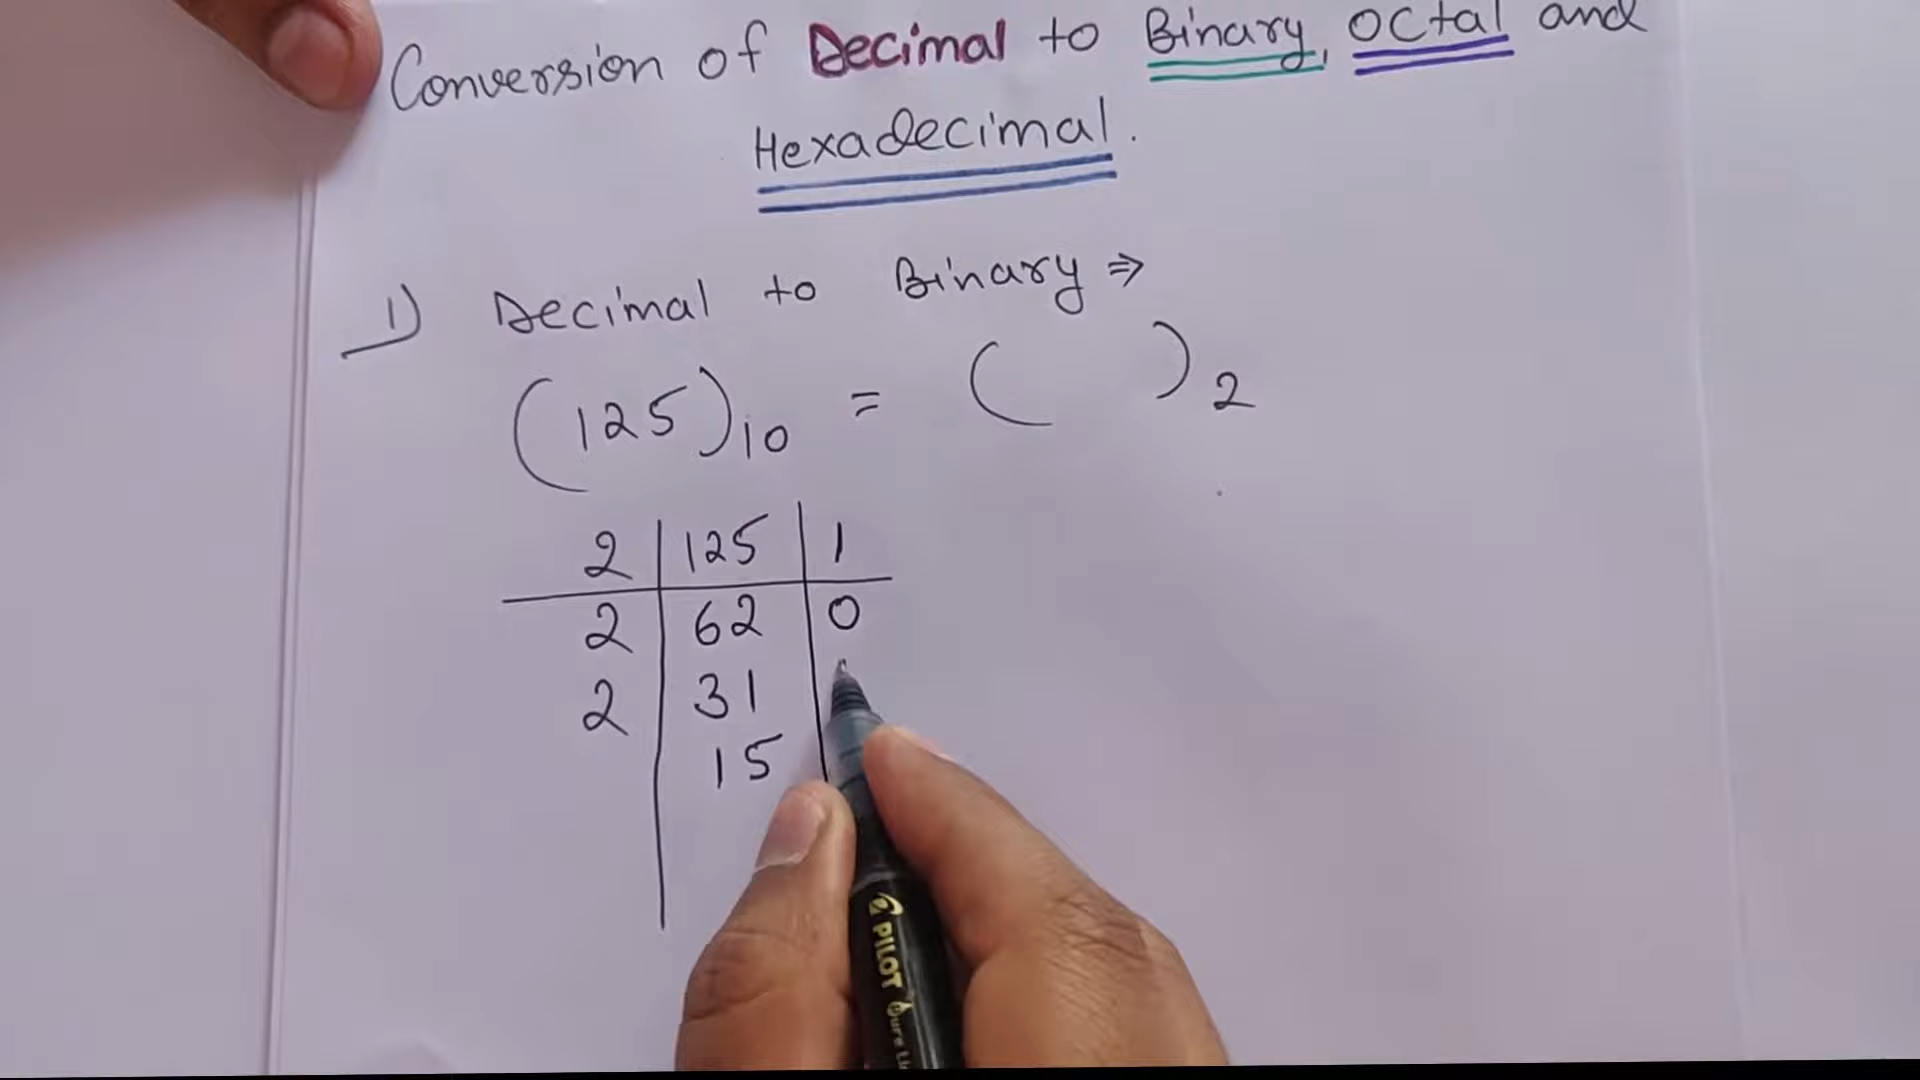 Conversion of Decimal to Binary, Octal and
Hexadecimal.
1) Decimal to Binary ⇒
(125)10 = ( )2
2 | 125 | 1
2 | 62 | 0
2 | 31
15
PILOT